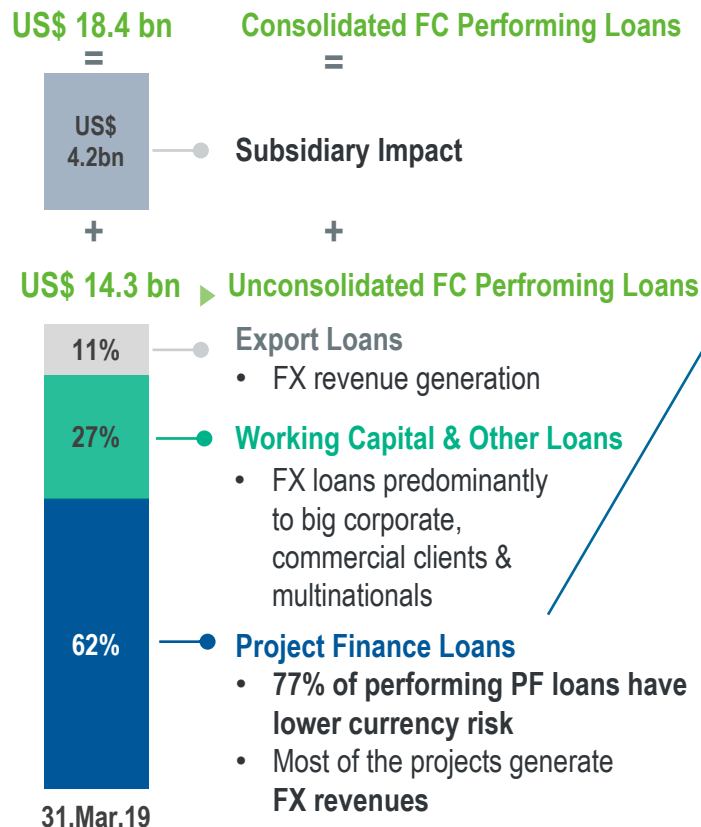 US$ 18.4 bn Consolidated FC Performing Loans
= =
US$
4.2bn
Subsidiary Impact
+ +
US$ 14.3 bn Unconsolidated FC Perfroming Loans
11%
Export Loans
• FX revenue generation
27%
Working Capital & Other Loans
• FX loans predominantly
to big corporate,
commercial clients &
multinationals
62%
Project Finance Loans
• 77% of performing PF loans have
lower currency risk
• Most of the projects generate
FX revenues
31.Mar.19